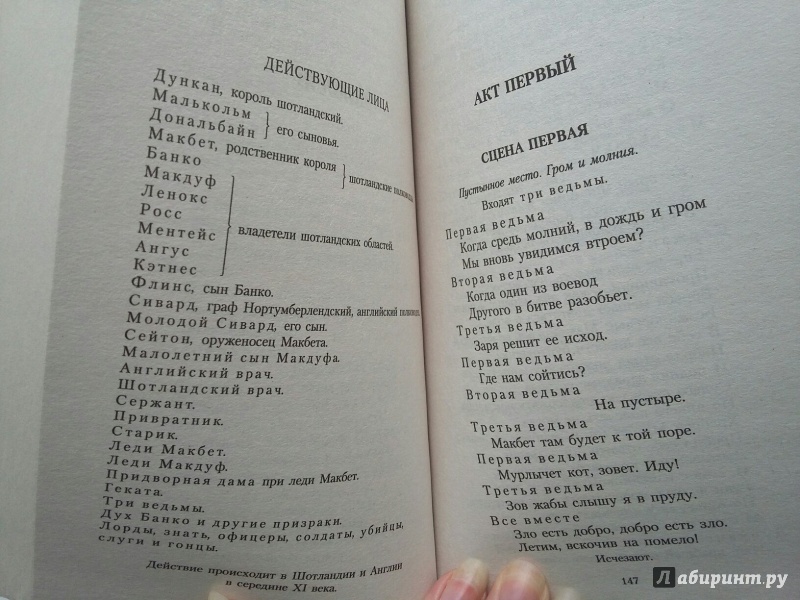 ДЕЙСТВУЮЩИЕ ЛИЦА
Дункан, король шотландский.
Малькольм
Дональбайн
его сыновья.
Макбет, родственник короля
Банко
шотландские
Макдуф
Ленокс
Росс
Ментейс
Ангус
Кэтнес
владетели шотландских областей.
Флинс, сын Банко.
Сивард, граф Нортумберлендский, английский
Молодой Сивард, его сын.
Сейтон, оруженосец Макбета.
Малолетний сын Макдуфа.
Английский врач.
Шотландский врач.
Сержант.
Привратник.
Старик.
Леди Макбет.
Леди Макдуф.
Придворная дама при леди Макбет.
Геката.
Три ведьмы.
Дух Банко и другие призраки.
Лорды, знать, офицеры, солдаты, убийцы,
слуги и гонцы.
Действие происходит в Шотландии и Англии
в середине XI века.
АКТ ПЕРВЫЙ
СЦЕНА ПЕРВАЯ
Пустынное место. Гром и молния.
Входят три ведьмы.
Первая ведьма
Когда средь молний, в дождь и гром
Мы вновь увидимся втроем?
Вторая ведьма
Когда один из воевод
Другого в битве разобьет.
Третья ведьма
Заря решит ее исход.
Первая ведьма
Где нам сойтись?
Вторая ведьма
На пустыре.
Третья ведьма
Макбет там будет к той поре.
Первая ведьма
Мурлычет кот, зовет. Иду!
Третья ведьма
Зов жабы слышу я в пруду.
Все вместе
Зло есть добро, добро есть зло.
Летим, вскочив на помело!
Исчезают.
147
Лабиринт.ру